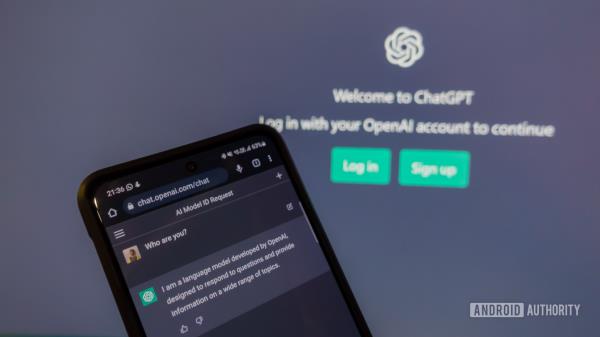 Welcome to ChatGPT
Log in with your OpenAI account to continue
Log in
Sign up
21:36
63%
chat.openai.com/chat
AI Model ID Request
Who are you?
I am a language model developed by OpenAI,
designed to respond to questions and provide
information on a wide range of topics.
ANDROID AUTHORITY